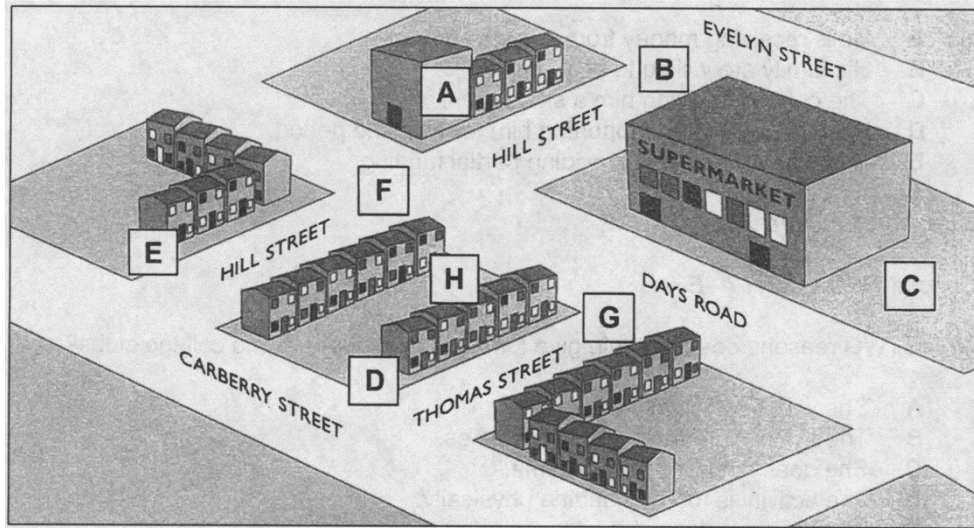 EVELYN STREET
B
A
HILL STREET
SUPERMARKET
F
E
HILL STREET
H
C
DAYS ROAD
G
D
THOMAS STREET
CARBERRY STREET